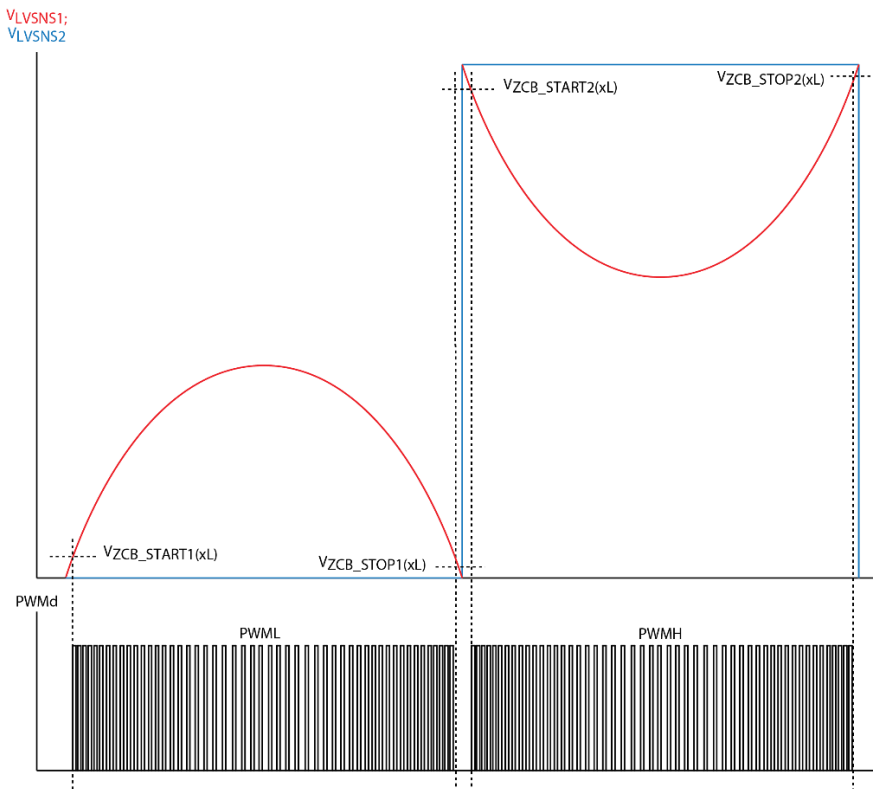 VLVSNS1;
VLVSNS2
VZCB_START2(xL)
VZCB_STOP2(xL)
VZCB_START1(xL)
VZCB_STOP1(xL)
PWMd
PWML
PWMH